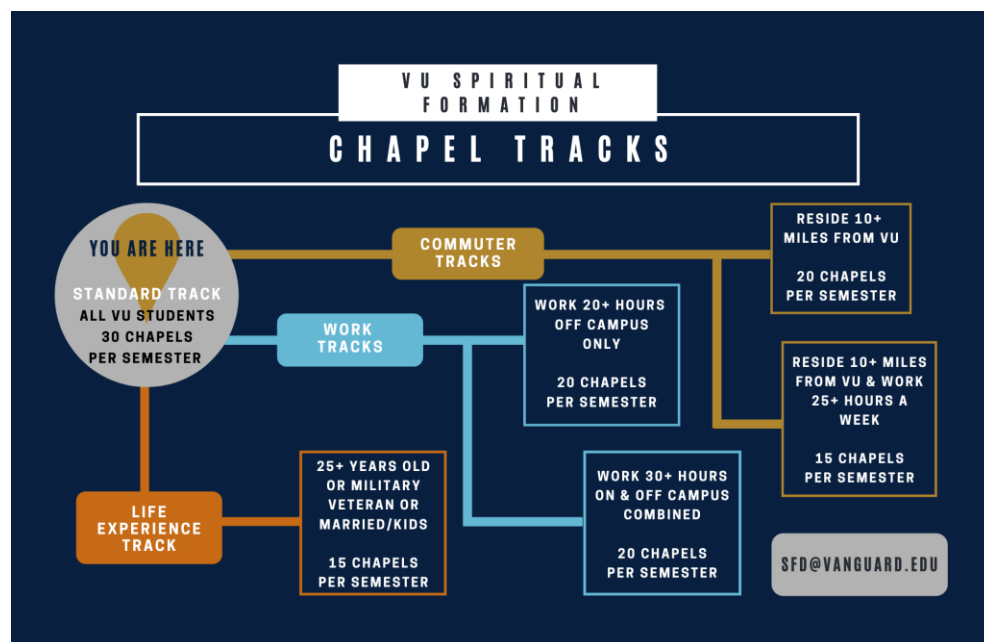 VU SPIRITUAL
FORMATION
CHAPEL TRACKS
YOU ARE HERE
STANDARD TRACK
ALL VU STUDENTS
30 CHAPELS
PER SEMESTER
COMMUTER
TRACKS
RESIDE 10+
MILES FROM VU
20 CHAPELS
PER SEMESTER
RESIDE 10+ MILES
FROM VU & WORK
25+ HOURS A
WEEK
15 CHAPELS
PER SEMESTER
WORK
TRACKS
WORK 20+ HOURS
OFF CAMPUS
ONLY
20 CHAPELS
PER SEMESTER
WORK 30+ HOURS
ON & OFF CAMPUS
COMBINED
20 CHAPELS
PER SEMESTER
LIFE
EXPERIENCE
TRACK
25+ YEARS OLD
OR MILITARY
VETERAN OR
MARRIED/KIDS
15 CHAPELS
PER SEMESTER
SFD@VANGUARD.EDU